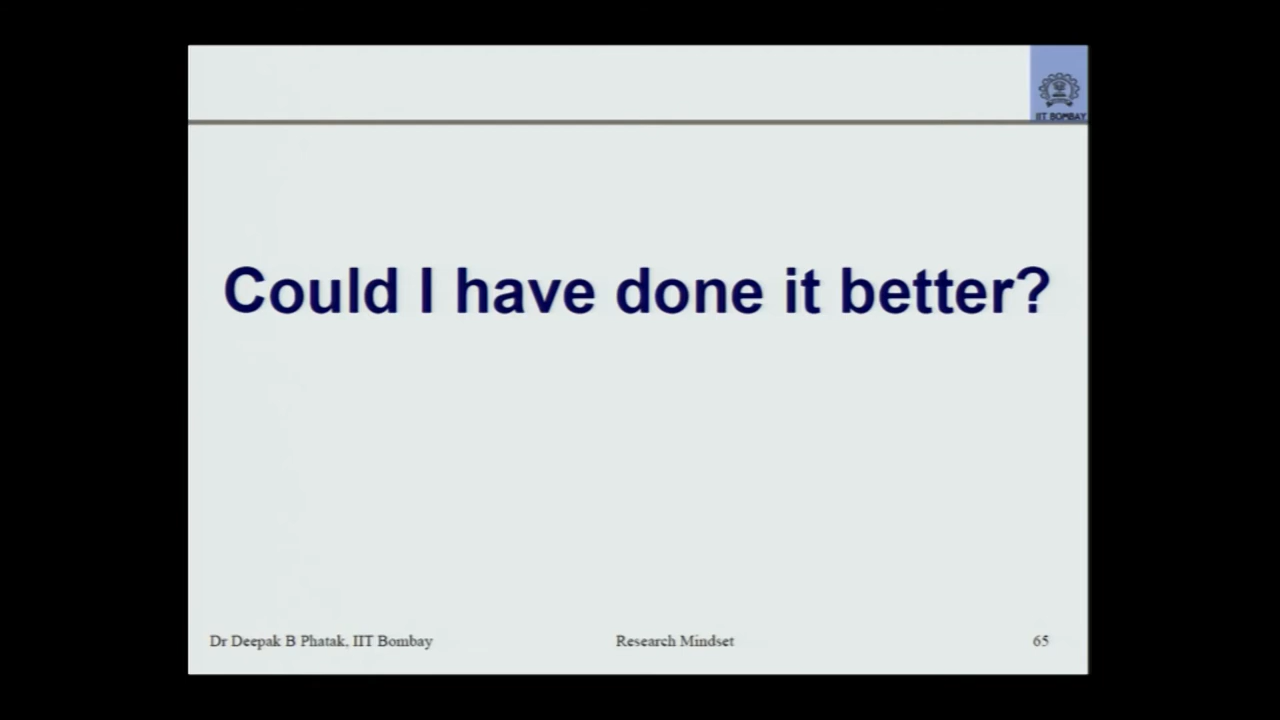 IIT BOMBAY
Could I have done it better?
Dr Deepak B Phatak, IIT Bombay
Research Mindset
65